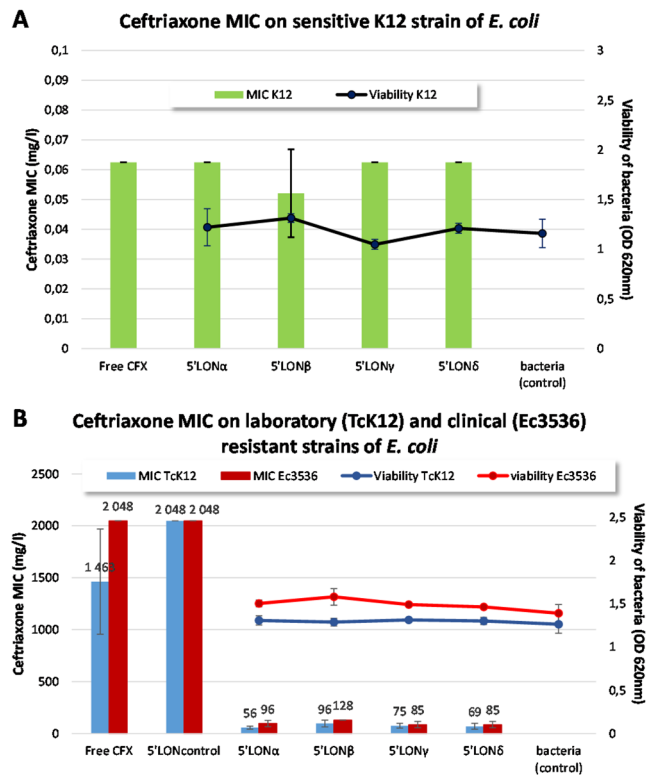 A
Ceftriaxone MIC on sensitive K12 strain of E. coli
0,1
0,09
0,08
0,07
0,06
0,05
0,04
0,03
0,02
0,01
0
Ceftriaxone MIC (mg/l)
MIC K12 Viability K12
3
2,5
2
1,5
1
0,5
0
Viability of bacteria (OD 620nm)
Free CFX 5'LONα 5'LONβ 5'LONγ 5'LONδ bacteria
(control)
B
Ceftriaxone MIC on laboratory (TcK12) and clinical (Ec3536)
resistant strains of E. coli
2500
2000
1500
1000
500
0
Ceftriaxone MIC (mg/l)
MIC TcK12 MIC Ec3536 Viability TcK12 viability Ec3536
2 048 2 048 2 048
56 96 96 128 75 85 69 85
2,5
2
1,5
1
0,5
0
Viability of bacteria
(OD 620nm)
Free CFX 5'LONcontrol 5'LONα 5'LONβ 5'LONγ 5'LONδ bacteria
(control)